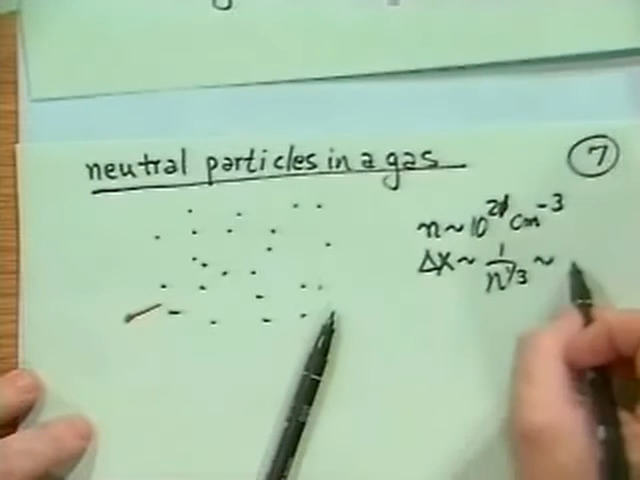 neutral particles in a gas
7
n ~ 10²¹ cm⁻³
Δx ~ 1/n^1/3 ~